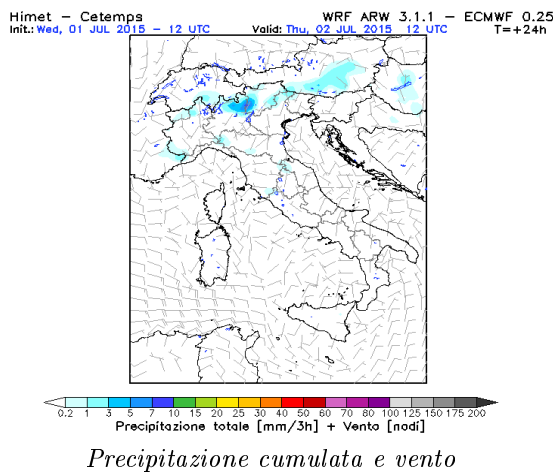 Himet – Cetemps WRF ARW 3.1.1 – ECMWF 0.25
Init.: Wed, 01 JUL 2015 – 12 UTC Valid: Thu, 02 JUL 2015 12 UTC T=+24h
0.2 1 3 5 7 10 15 20 25 30 40 50 60 70 80 100 125 150 175 200
Precipitazione totale [mm/3h] + Vento [nodi]
Precipitazione cumulata e vento